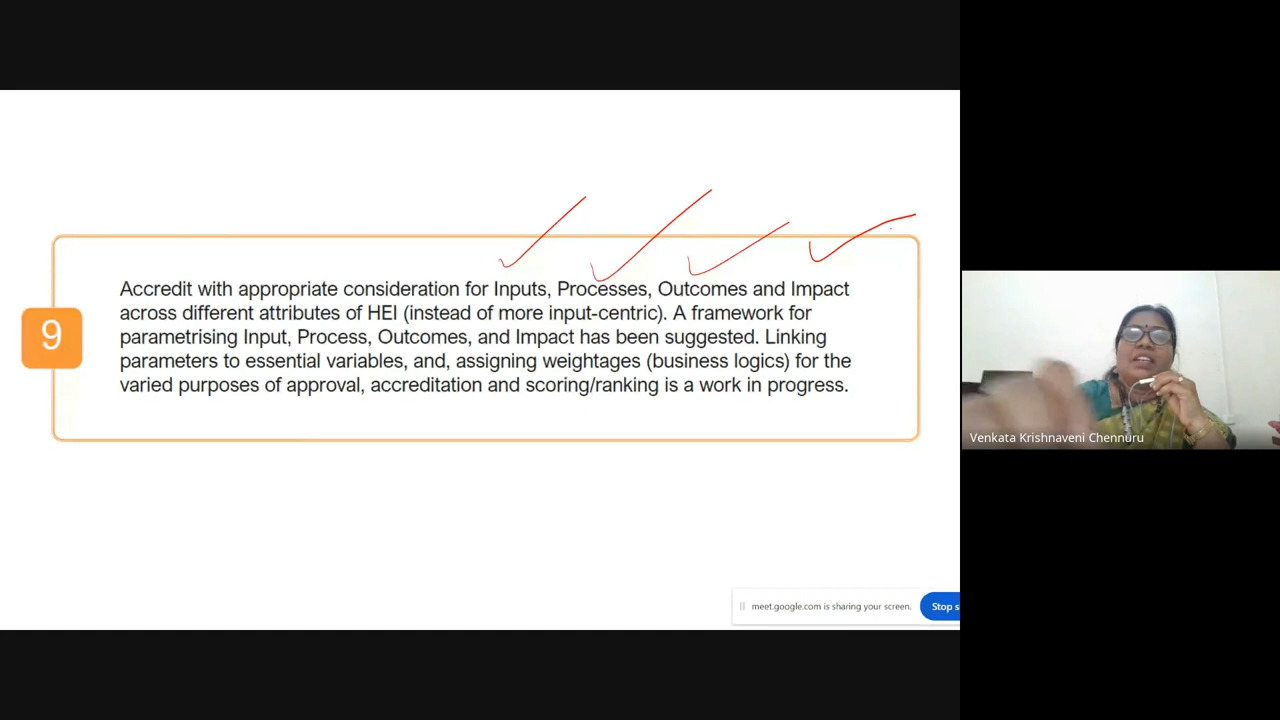 9
Accredit with appropriate consideration for Inputs, Processes, Outcomes and Impact
across different attributes of HEI (instead of more input-centric). A framework for
parametrising Input, Process, Outcomes, and Impact has been suggested. Linking
parameters to essential variables, and, assigning weightages (business logics) for the
varied purposes of approval, accreditation and scoring/ranking is a work in progress.
Venkata Krishnaveni Chennuru
meet.google.com is sharing your screen.
Stop s